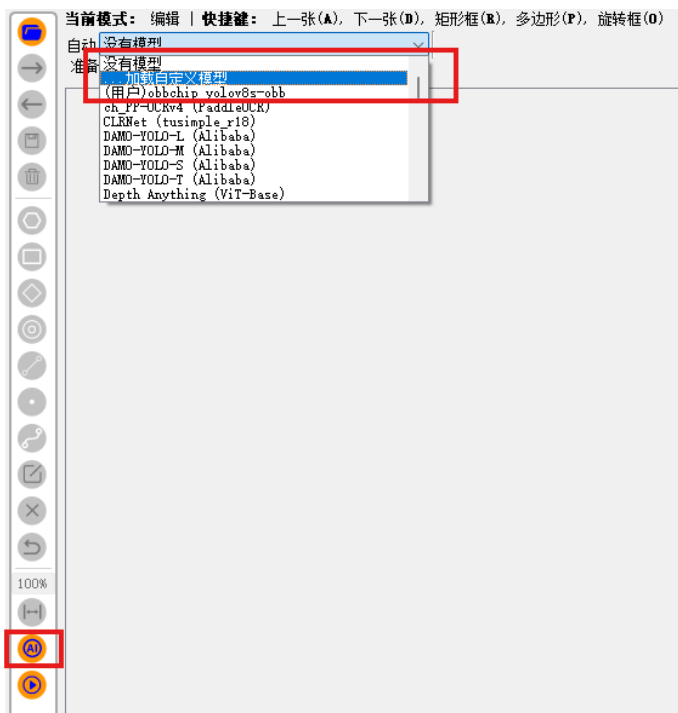 当前模式： 编辑 | 快捷键： 上一张(A), 下一张(D), 矩形框(R), 多边形(P), 旋转框(O)
自动 没有模型
准备 没有模型
...加载自定义模型
(用户)obbchip_yolov8s-obb
ch_PP-OCRv4 (PaddleOCR)
CLRNet (tusimple_r18)
DAMO-YOLO-L (Alibaba)
DAMO-YOLO-M (Alibaba)
DAMO-YOLO-S (Alibaba)
DAMO-YOLO-T (Alibaba)
Depth Anything (ViT-Base)
100%
AI